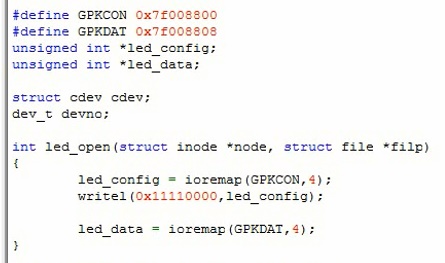 #define GPKCON 0x7f008800
#define GPKDAT 0x7f008808
unsigned int *led_config;
unsigned int *led_data;
struct cdev cdev;
dev_t devno;
int led_open(struct inode *node, struct file *filp)
{
led_config = ioremap(GPKCON,4);
writel(0x11110000,led_config);
led_data = ioremap(GPKDAT,4);
}